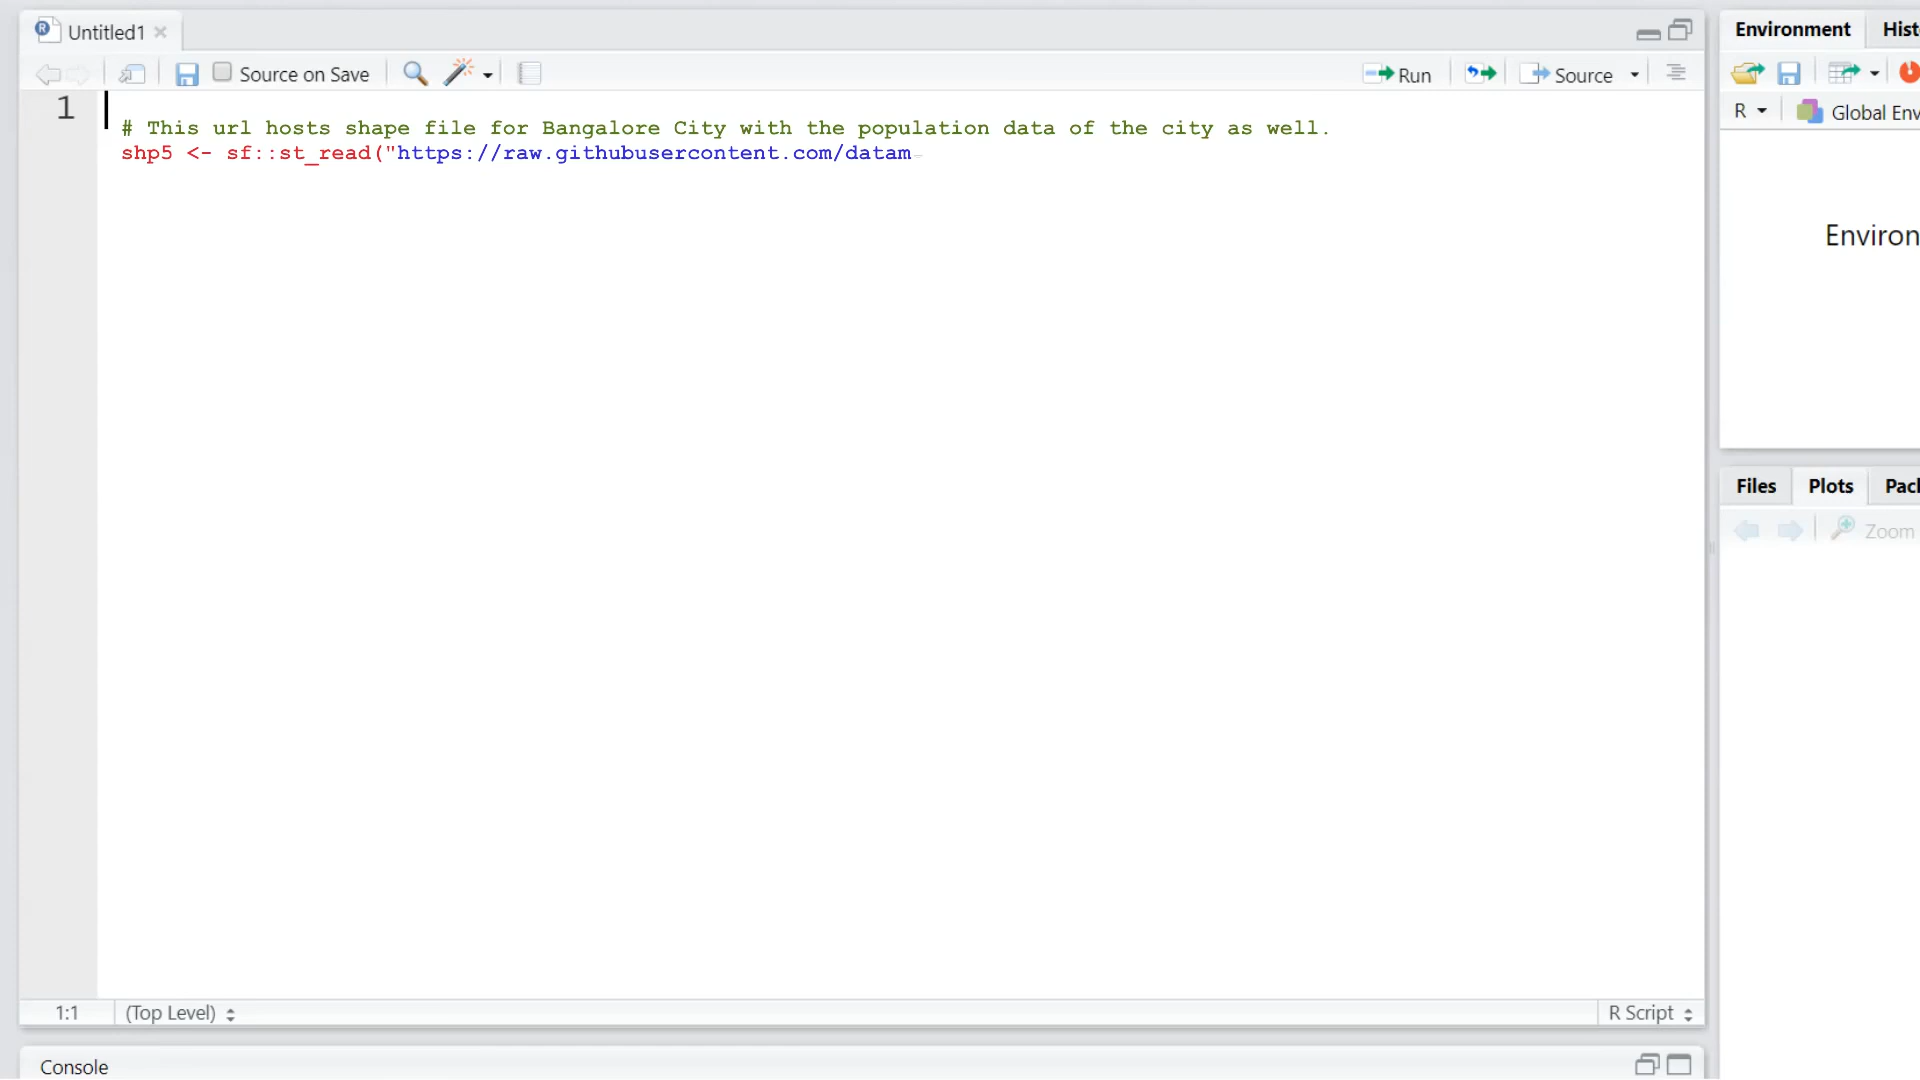 Untitled1
Source on Save
Run
Source
1
# This url hosts shape file for Bangalore City with the population data of the city as well.
shp5 <- sf::st_read("https://raw.githubusercontent.com/datam
1:1
(Top Level)
R Script
Console
Environment
Hist
R
Global Env
Environ
Files
Plots
Pac
Zoom